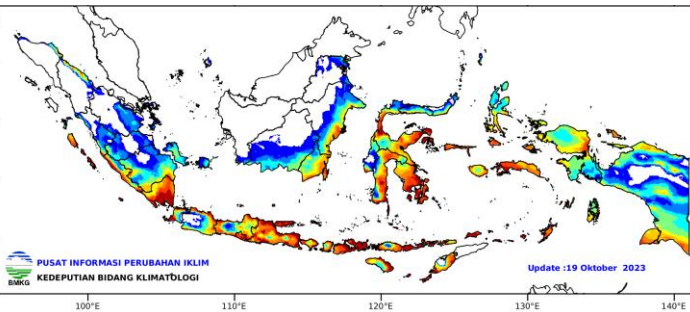 PUSAT INFORMASI PERUBAHAN IKLIM
KEDEPUTIAN BIDANG KLIMATOLOGI
BMKG
Update :19 Oktober 2023
100°E
110°E
120°E
130°E
140°E